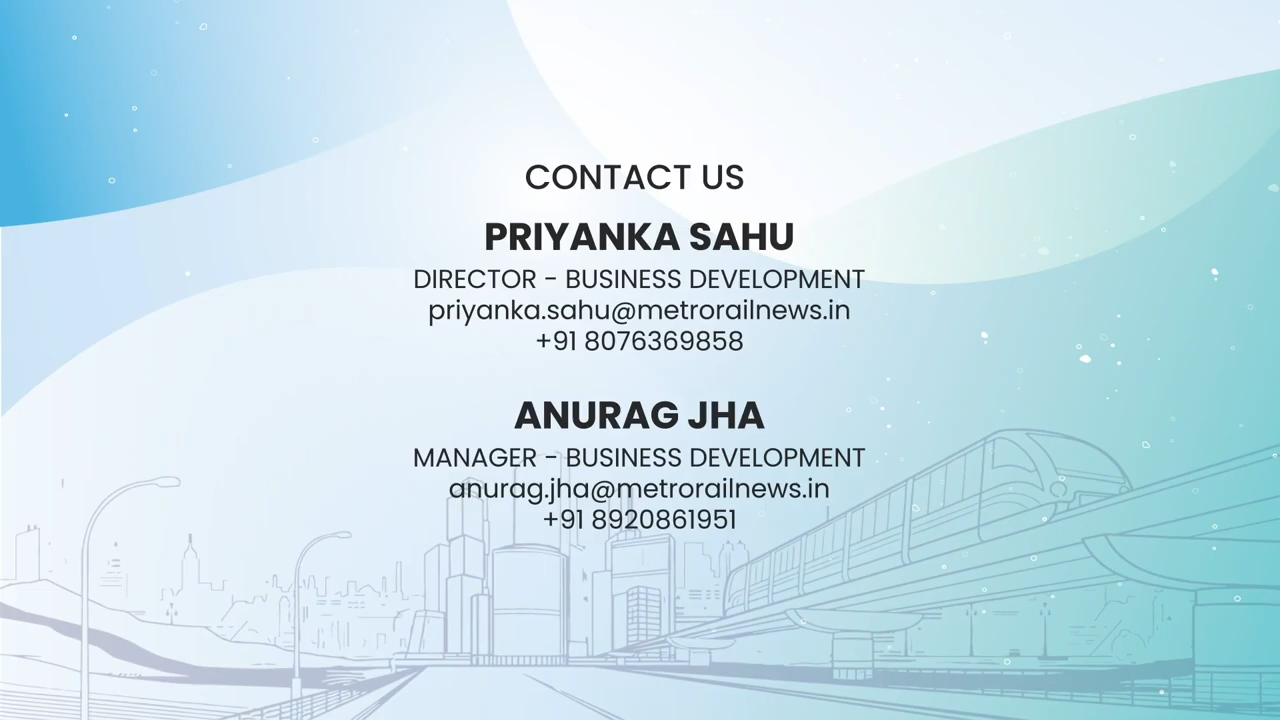 CONTACT US
PRIYANKA SAHU
DIRECTOR - BUSINESS DEVELOPMENT
priyanka.sahu@metrorailnews.in
+91 8076369858
ANURAG JHA
MANAGER - BUSINESS DEVELOPMENT
anurag.jha@metrorailnews.in
+91 8920861951